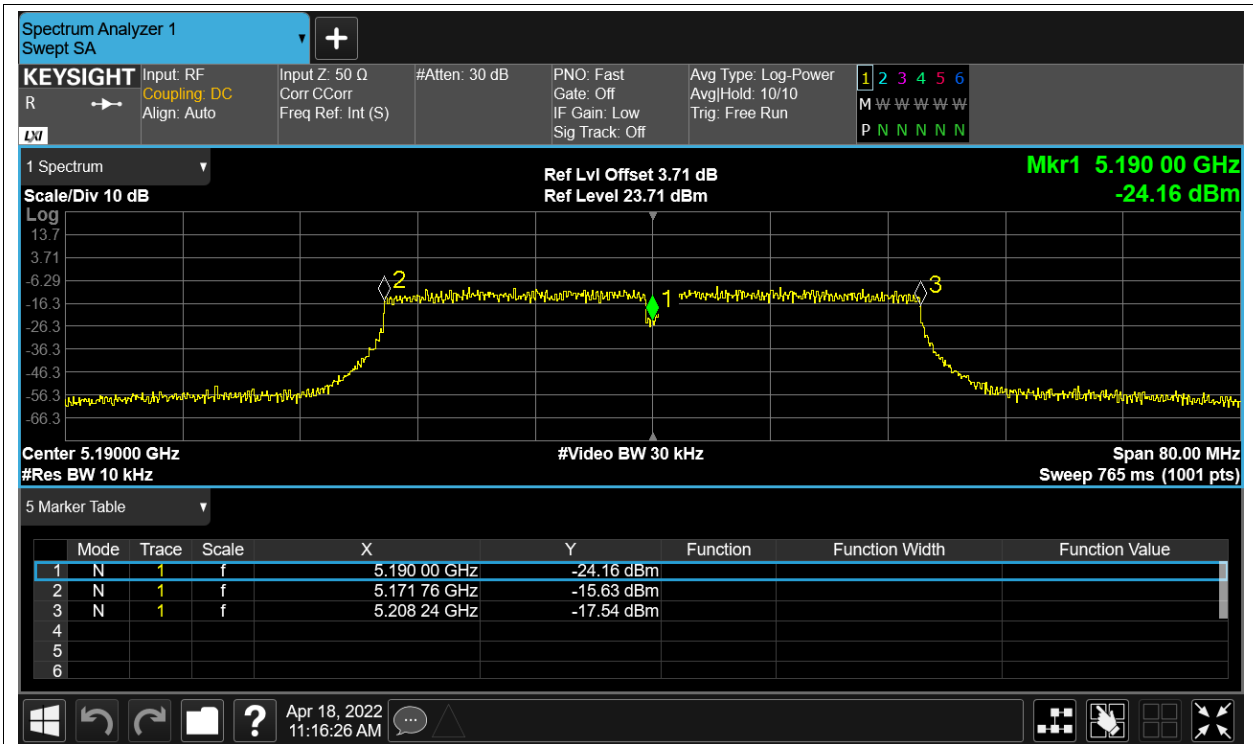 Spectrum Analyzer 1
Swept SA
+
KEYSIGHT Input: RF Input Z: 50 Ω #Atten: 30 dB PNO: Fast Avg Type: Log-Power 1 2 3 4 5 6
R Coupling: DC Corr CCorr Gate: Off Avg|Hold: 10/10 M W W W W W
Align: Auto Freq Ref: Int (S) IF Gain: Low Trig: Free Run
LXI Sig Track: Off P N N N N N
1 Spectrum Ref Lvl Offset 3.71 dB Mkr1 5.190 00 GHz
Scale/Div 10 dB Ref Level 23.71 dBm -24.16 dBm
Log
13.7
3.71
-6.29
2 3
-16.3
1
-26.3
-36.3
-46.3
-56.3
-66.3
Center 5.19000 GHz #Video BW 30 kHz Span 80.00 MHz
#Res BW 10 kHz Sweep 765 ms (1001 pts)
5 Marker Table
Mode Trace Scale X Y Function Function Width Function Value
1 N 1 f 5.190 00 GHz -24.16 dBm
2 N 1 f 5.171 76 GHz -15.63 dBm
3 N 1 f 5.208 24 GHz -17.54 dBm
4
5
6
? Apr 18, 2022
11:16:26 AM